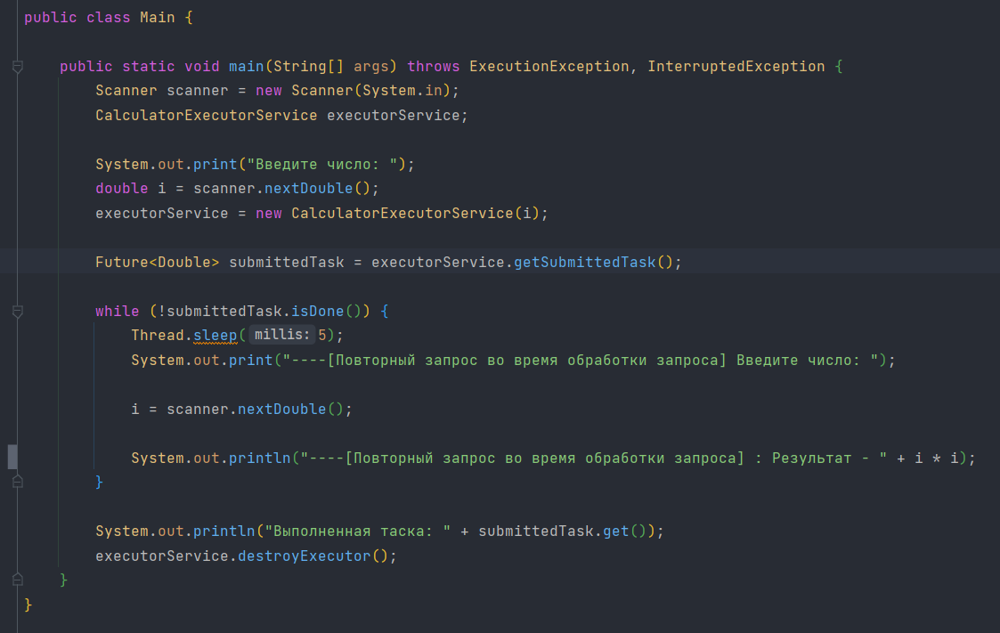 public class Main {
public static void main(String[] args) throws ExecutionException, InterruptedException {
Scanner scanner = new Scanner(System.in);
CalculatorExecutorService executorService;
System.out.print("Введите число: ");
double i = scanner.nextDouble();
executorService = new CalculatorExecutorService(i);
Future<Double> submittedTask = executorService.getSubmittedTask();
while (!submittedTask.isDone()) {
Thread.sleep( millis: 5);
System.out.print("----[Повторный запрос во время обработки запроса] Введите число: ");
i = scanner.nextDouble();
System.out.println("----[Повторный запрос во время обработки запроса] : Результат - " + i * i);
}
System.out.println("Выполненная таска: " + submittedTask.get());
executorService.destroyExecutor();
}
}